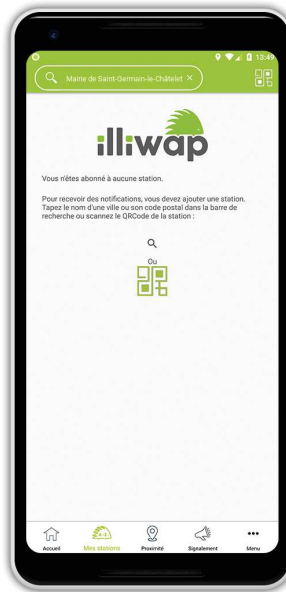 13:49
Mairie de Saint-Germain-le-Châtelet ×
illiwap
Vous n'êtes abonné à aucune station.
Pour recevoir des notifications, vous devez ajouter une station.
Tapez le nom d'une ville ou son code postal dans la barre de
recherche ou scannez le QRCode de la station :
Ou
A-Z
Accueil Mes stations Proximité Signalement Menu